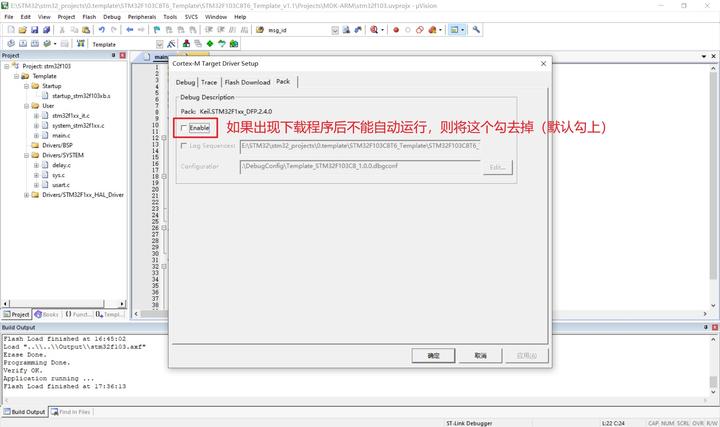 E:\STM32\stm32_projects\0.template\STM32F103C8T6_Template\STM32F103C8T6_Template_v1.1\Projects\MDK-ARM\stm32f103.uvprojx - µVision
File Edit View Project Flash Debug Peripherals Tools SVCS Window Help
msg_id
Template
Project
Project: stm32f103
Template
Startup
startup_stm32f103xb.s
User
stm32f1xx_it.c
system_stm32f1xx.c
main.c
Drivers/BSP
Drivers/SYSTEM
delay.c
sys.c
usart.c
Drivers/STM32F1xx_HAL_Driver
Project Books {} Func... Templ...
main
Cortex-M Target Driver Setup
Debug Trace Flash Download Pack
Debug Description
Pack: Keil.STM32F1xx_DFP.2.4.0
Enable
如果出现下载程序后不能自动运行，则将这个勾去掉（默认勾上）
Log Sequences: E:\STM32\stm32_projects\0.template\STM32F103C8T6_Template\STM32F103C8T6_
Configuration .\DebugConfig\Template_STM32F103C8_1.0.0.dbgconf
Edit...
确定 取消 应用(A)
Build Output
Flash Load finished at 16:45:02
Load "..\\..\\Output\\stm32f103.axf"
Erase Done.
Programming Done.
Verify OK.
Application running ...
Flash Load finished at 17:36:13
Build Output Find In Files
ST-Link Debugger L:22 C:24 CAP NUM SCRL OVR R/W